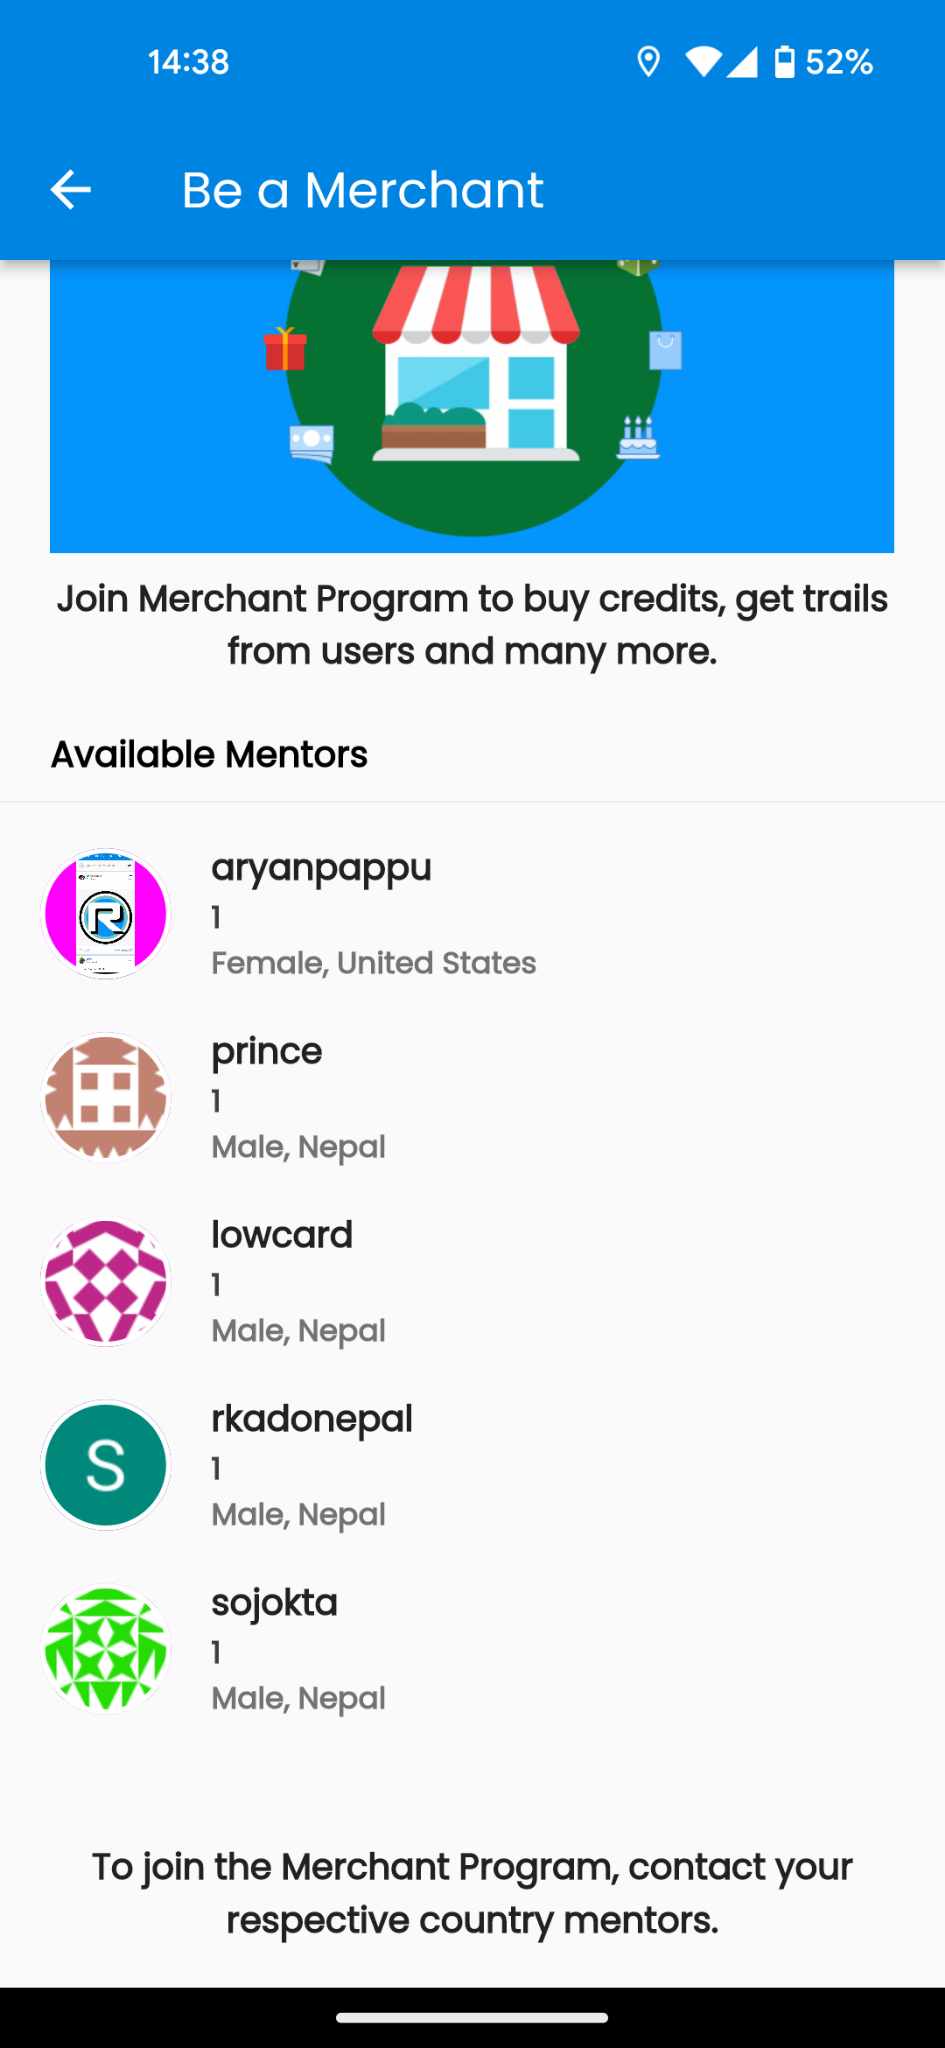 14:38
52%
Be a Merchant
Join Merchant Program to buy credits, get trails
from users and many more.
Available Mentors
R
aryanpappu
1
Female, United States
prince
1
Male, Nepal
lowcard
1
Male, Nepal
S
rkadonepal
1
Male, Nepal
sojokta
1
Male, Nepal
To join the Merchant Program, contact your
respective country mentors.